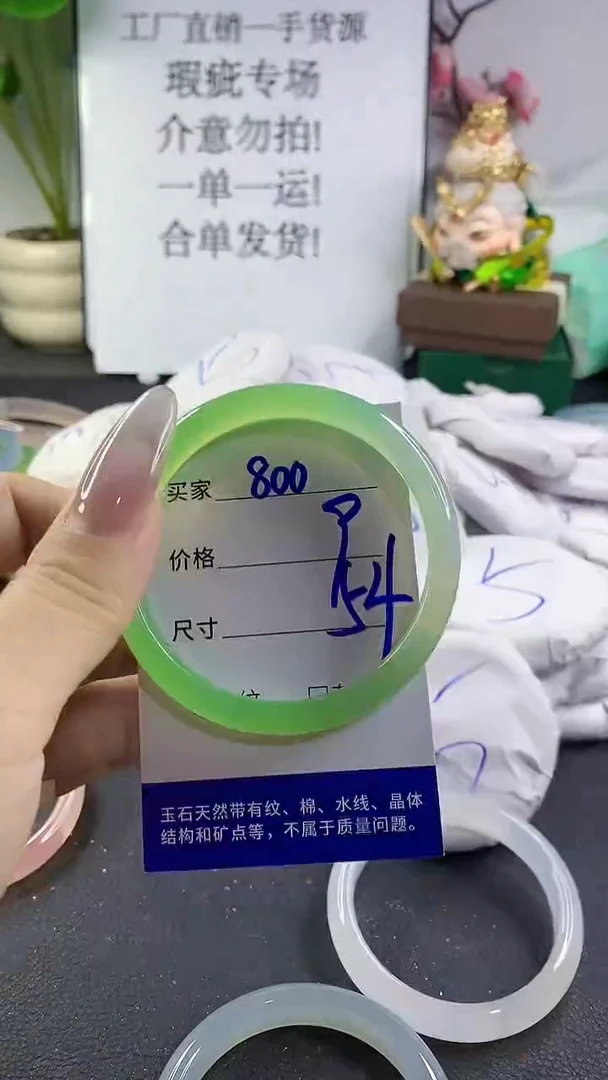 工厂直销一手货源
瑕疵专场
介意勿拍!
一单一运!
合单发货!
买家 800
价格
尺寸 54
玉石天然带有纹、棉、水线、晶体
结构和矿点等，不属于质量问题。
5